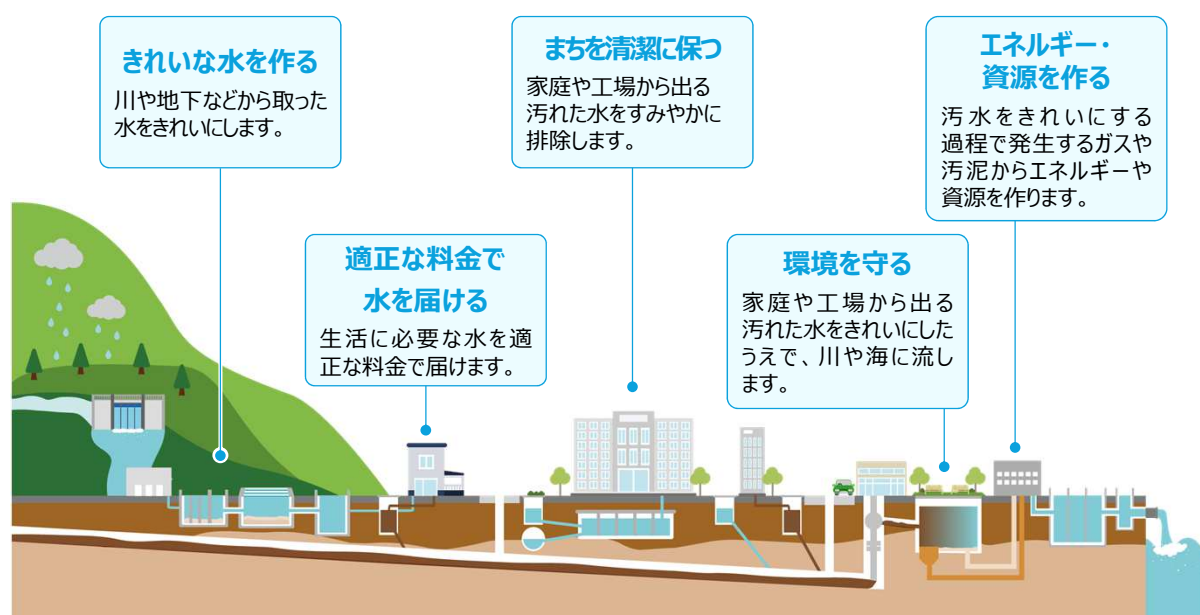 きれいな水を作る
川や地下などから取った
水をきれいにします。
適正な料金で
水を届ける
生活に必要な水を適
正な料金で届けます。
まちを清潔に保つ
家庭や工場から出る
汚れた水をすみやかに
排除します。
環境を守る
家庭や工場から出る
汚れた水をきれいにした
うえで、川や海に流し
ます。
エネルギー・
資源を作る
汚水をきれいにする
過程で発生するガスや
汚泥からエネルギーや
資源を作ります。